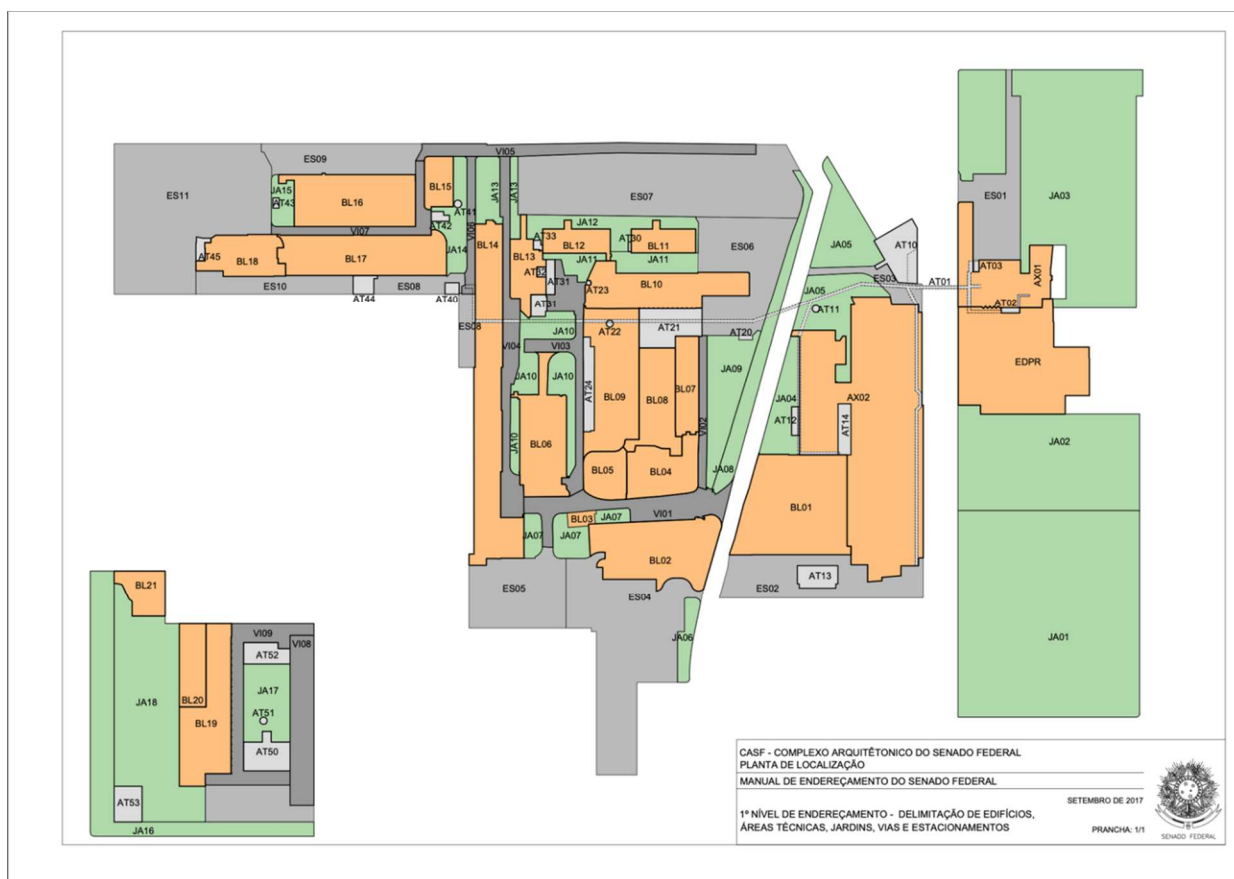 ES09
VI05
ES11
JA15
AT43
BL16
BL15
AT41
AT42
VI06
JA13
JA13
ES07
JA12
AT33
BL12
AT30
BL11
JA05
AT10
ES01
JA03
VI07
JA14
BL14
BL13
JA11
JA11
ES06
AT45
BL18
BL17
AT32
AT31
AT31
AT23
BL10
ES03
AT01
AT03
AX01
ES10
AT44
ES08
AT40
ES08
JA05
AT11
AT02
AT22
AT21
AT20
JA10
VI04
VI03
EDPR
JA10
JA10
AT24
BL09
BL08
BL07
JA09
JA04
AX02
AT12
AT14
VI02
JA10
BL06
BL05
BL04
JA08
JA02
BL01
VI01
BL03
JA07
JA07
JA07
BL02
AT13
ES05
ES04
ES02
JA06
JA01
BL21
VI09
VI08
AT52
JA18
JA17
BL20
AT51
BL19
AT50
AT53
JA16
CASF - COMPLEXO ARQUITÊTONICO DO SENADO FEDERAL
PLANTA DE LOCALIZAÇÃO
MANUAL DE ENDEREÇAMENTO DO SENADO FEDERAL
SETEMBRO DE 2017
1º NÍVEL DE ENDEREÇAMENTO - DELIMITAÇÃO DE EDIFÍCIOS,
ÁREAS TÉCNICAS, JARDINS, VIAS E ESTACIONAMENTOS
PRANCHA: 1/1
SENADO FEDERAL